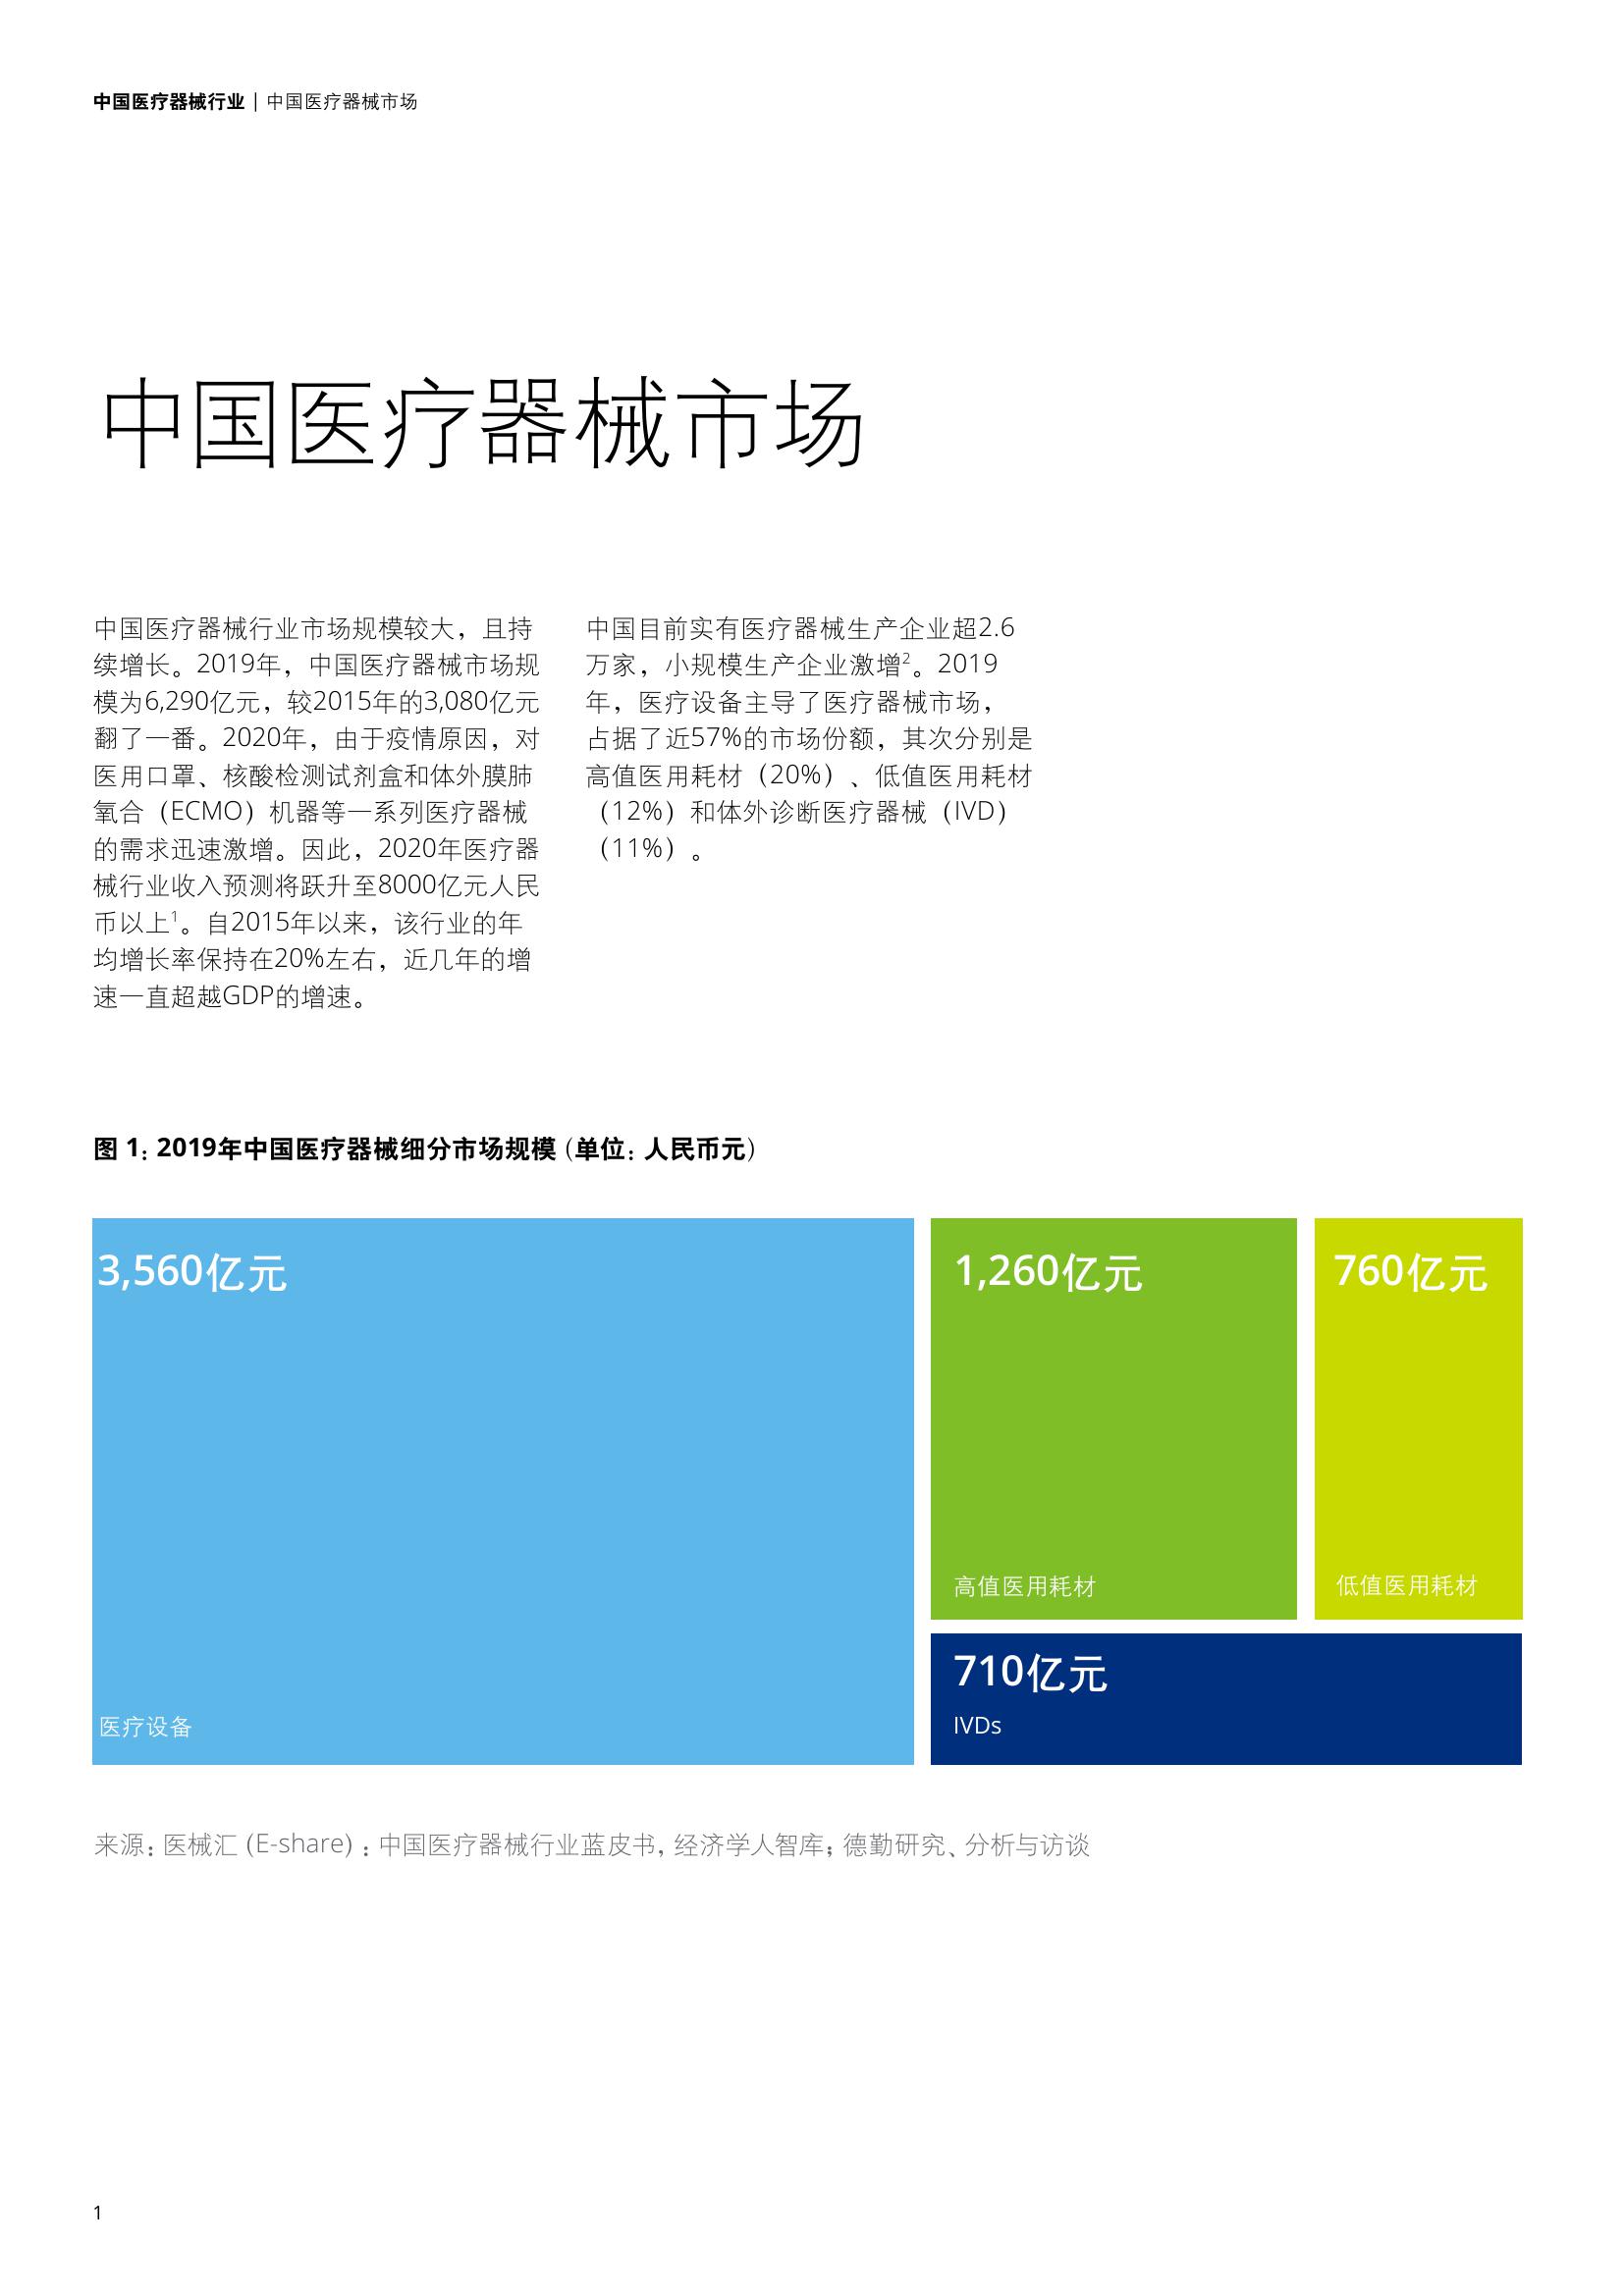 中国医疗器械行业 | 中国医疗器械市场
中国医疗器械市场
中国医疗器械行业市场规模较大，且持
续增长。2019年，中国医疗器械市场规
模为6,290亿元，较2015年的3,080亿元
翻了一番。2020年，由于疫情原因，对
医用口罩、核酸检测试剂盒和体外膜肺
氧合（ECMO）机器等一系列医疗器械
的需求迅速激增。因此，2020年医疗器
械行业收入预测将跃升至8000亿元人民
币以上1。自2015年以来，该行业的年
均增长率保持在20%左右，近几年的增
速一直超越GDP的增速。
中国目前实有医疗器械生产企业超2.6
万家，小规模生产企业激增2。2019
年，医疗设备主导了医疗器械市场，
占据了近57%的市场份额，其次分别是
高值医用耗材（20%）、低值医用耗材
（12%）和体外诊断医疗器械（IVD）
（11%）。
图 1：2019年中国医疗器械细分市场规模（单位：人民币元）
3,560亿元
医疗设备
1,260亿元
高值医用耗材
760亿元
低值医用耗材
710亿元
IVDs
来源：医械汇（E-share）：中国医疗器械行业蓝皮书，经济学人智库；德勤研究、分析与访谈
1